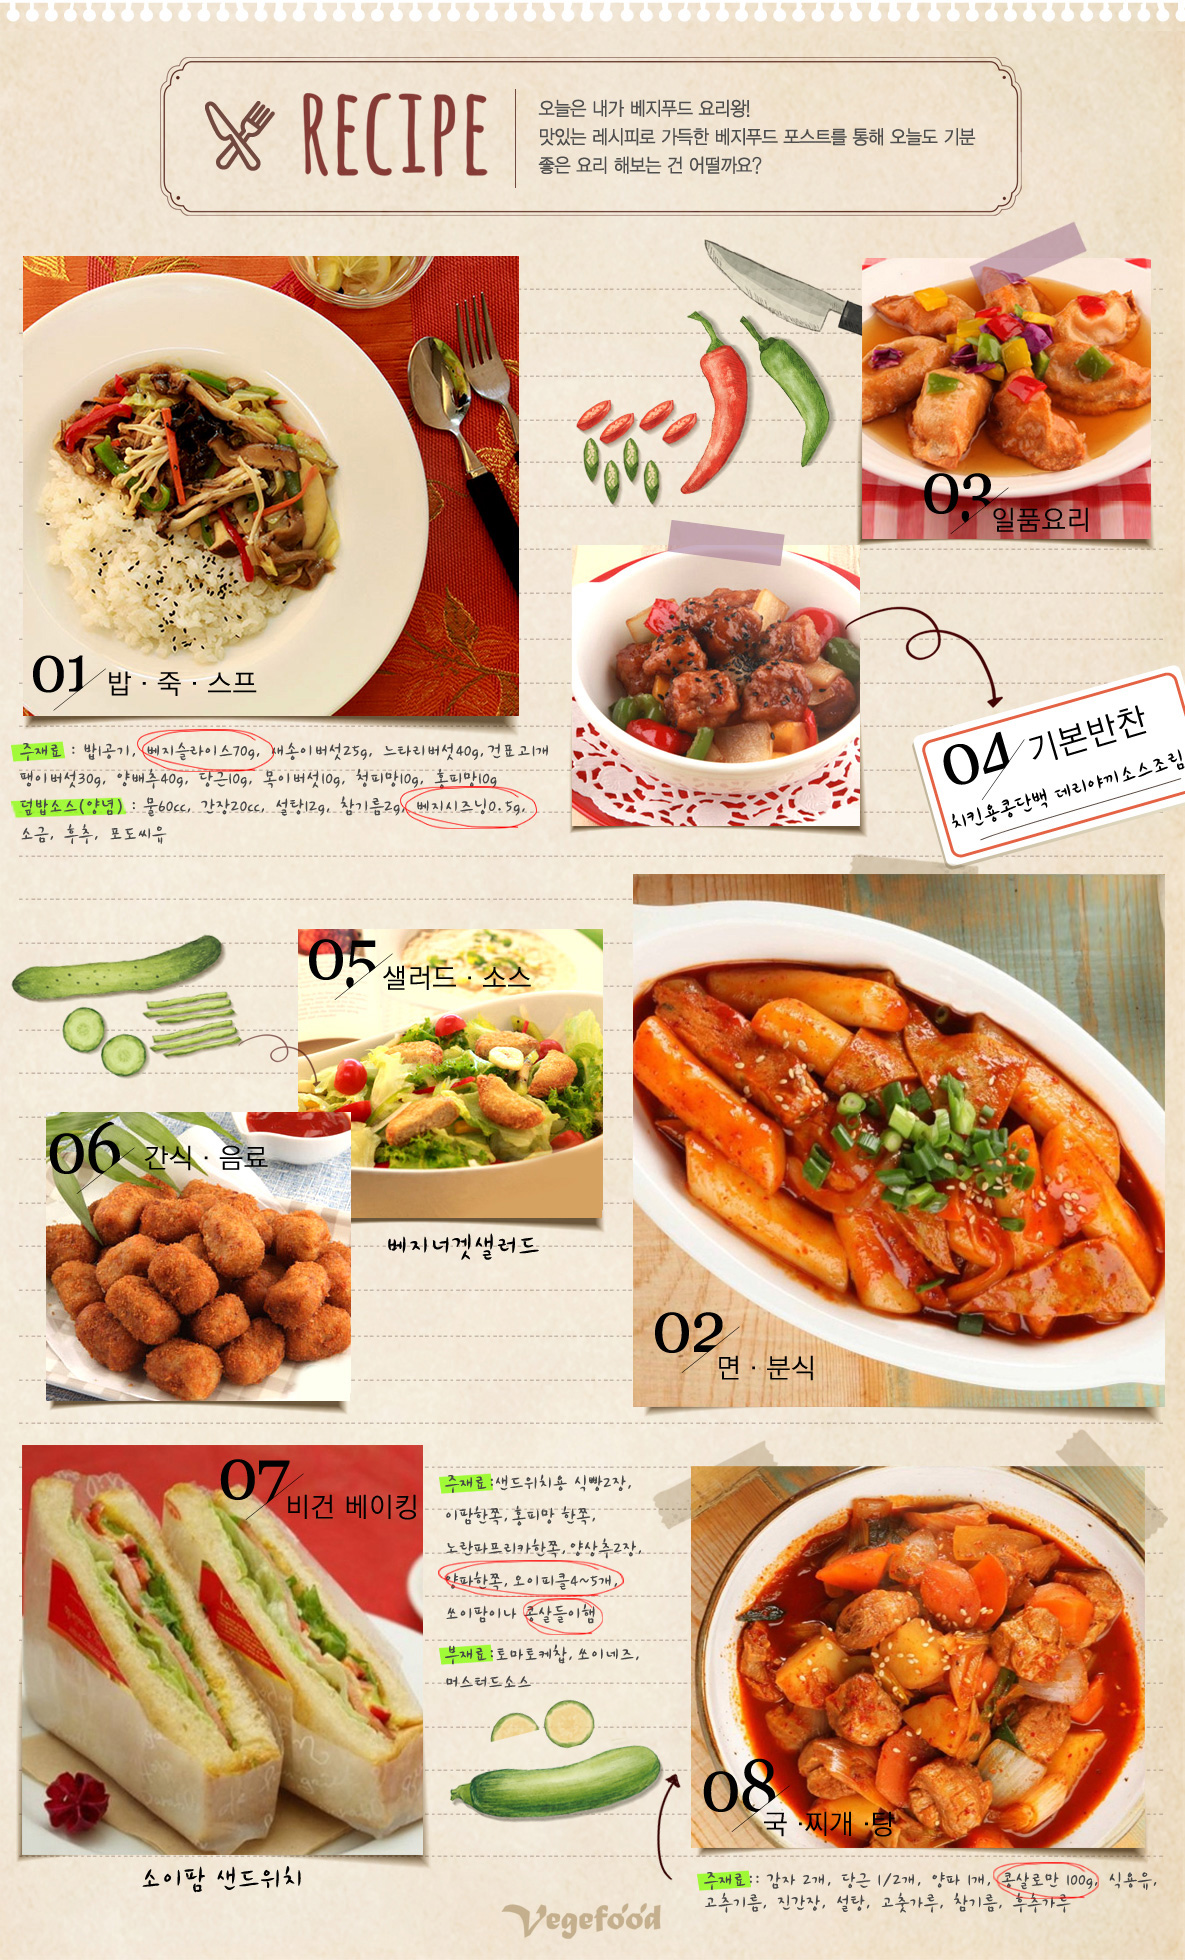 RECIPE
오늘은 내가 베지푸드 요리왕!
맛있는 레시피로 가득한 베지푸드 포스트를 통해 오늘도 기분
좋은 요리 해보는 건 어떨까요?
01 밥 · 죽 · 스프
주재료 : 밥1공기, 베지슬라이스70g, 새송이버섯25g, 느타리버섯40g, 건표고1개
팽이버섯30g, 양배추40g, 당근10g, 목이버섯10g, 청피망10g, 홍피망10g
덮밥소스(양념) : 물60cc, 간장20cc, 설탕12g, 참기름2g, 베지시즈닝0.5g,
소금, 후추, 포도씨유
03 일품요리
04 기본반찬
치킨용콩단백 데리야끼소스조림
05 샐러드 · 소스
베지너겟샐러드
06 간식 · 음료
02 면 · 분식
07 비건 베이킹
소이팜 샌드위치
주재료:샌드위치용 식빵2장,
이팜한쪽, 홍피망 한쪽,
노란파프리카한쪽, 양상추2장,
양파한쪽, 오이피클4~5개,
쏘이팜이나 콩살들이햄
부재료:토마토케찹, 쏘이네즈,
머스터드소스
08 국 · 찌개 · 탕
주재료:: 감자 2개, 당근 1/2개, 양파 1개, 콩살로만 100g, 식용유,
고추기름, 진간장, 설탕, 고춧가루, 참기름, 후추가루
Vegefood